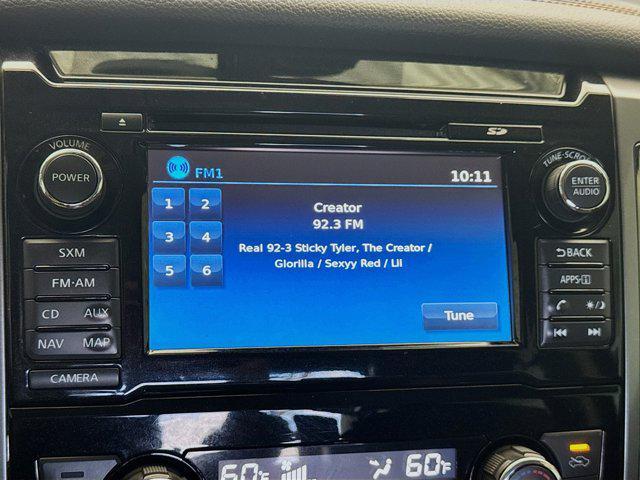 SD
VOLUME
POWER
TUNE·SCROLL
ENTER
AUDIO
FM1
10:11
1 2
3 4
5 6
Creator
92.3 FM
Real 92-3 Sticky Tyler, The Creator /
Glorilla / Sexyy Red / Lil
Tune
SXM
FM·AM
CD AUX
NAV MAP
CAMERA
BACK
APPS·i
60°F
60°F